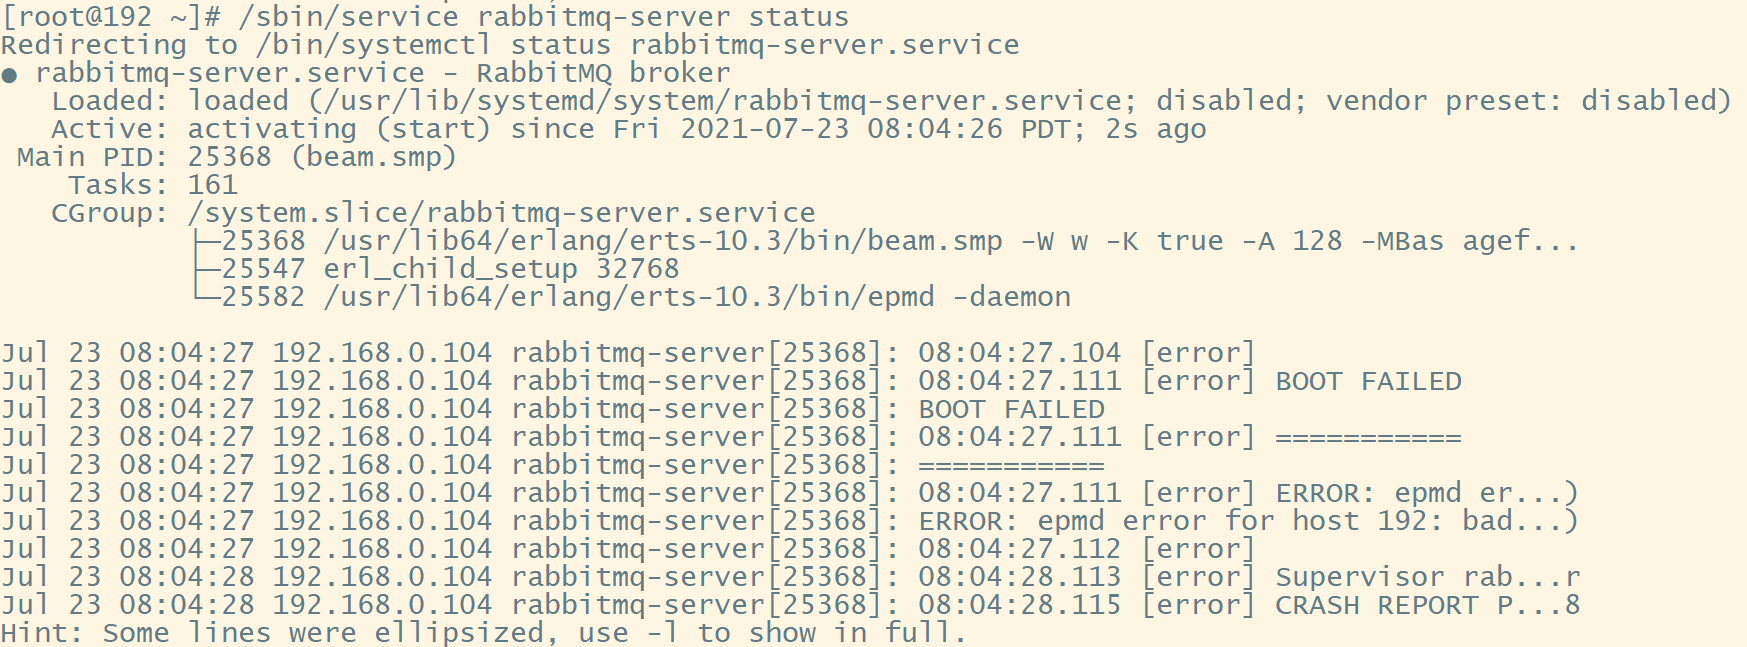 [root@192 ~]# /sbin/service rabbitmq-server status
Redirecting to /bin/systemctl status rabbitmq-server.service
● rabbitmq-server.service - RabbitMQ broker
   Loaded: loaded (/usr/lib/systemd/system/rabbitmq-server.service; disabled; vendor preset: disabled)
   Active: activating (start) since Fri 2021-07-23 08:04:26 PDT; 2s ago
 Main PID: 25368 (beam.smp)
    Tasks: 161
   CGroup: /system.slice/rabbitmq-server.service
           ├─25368 /usr/lib64/erlang/erts-10.3/bin/beam.smp -W w -K true -A 128 -MBas agef...
           ├─25547 erl_child_setup 32768
           └─25582 /usr/lib64/erlang/erts-10.3/bin/epmd -daemon

Jul 23 08:04:27 192.168.0.104 rabbitmq-server[25368]: 08:04:27.104 [error]
Jul 23 08:04:27 192.168.0.104 rabbitmq-server[25368]: 08:04:27.111 [error] BOOT FAILED
Jul 23 08:04:27 192.168.0.104 rabbitmq-server[25368]: BOOT FAILED
Jul 23 08:04:27 192.168.0.104 rabbitmq-server[25368]: 08:04:27.111 [error] ===========
Jul 23 08:04:27 192.168.0.104 rabbitmq-server[25368]: ===========
Jul 23 08:04:27 192.168.0.104 rabbitmq-server[25368]: 08:04:27.111 [error] ERROR: epmd er...)
Jul 23 08:04:27 192.168.0.104 rabbitmq-server[25368]: ERROR: epmd error for host 192: bad...)
Jul 23 08:04:27 192.168.0.104 rabbitmq-server[25368]: 08:04:27.112 [error]
Jul 23 08:04:28 192.168.0.104 rabbitmq-server[25368]: 08:04:28.113 [error] Supervisor rab...r
Jul 23 08:04:28 192.168.0.104 rabbitmq-server[25368]: 08:04:28.115 [error] CRASH REPORT P...8
Hint: Some lines were ellipsized, use -l to show in full.